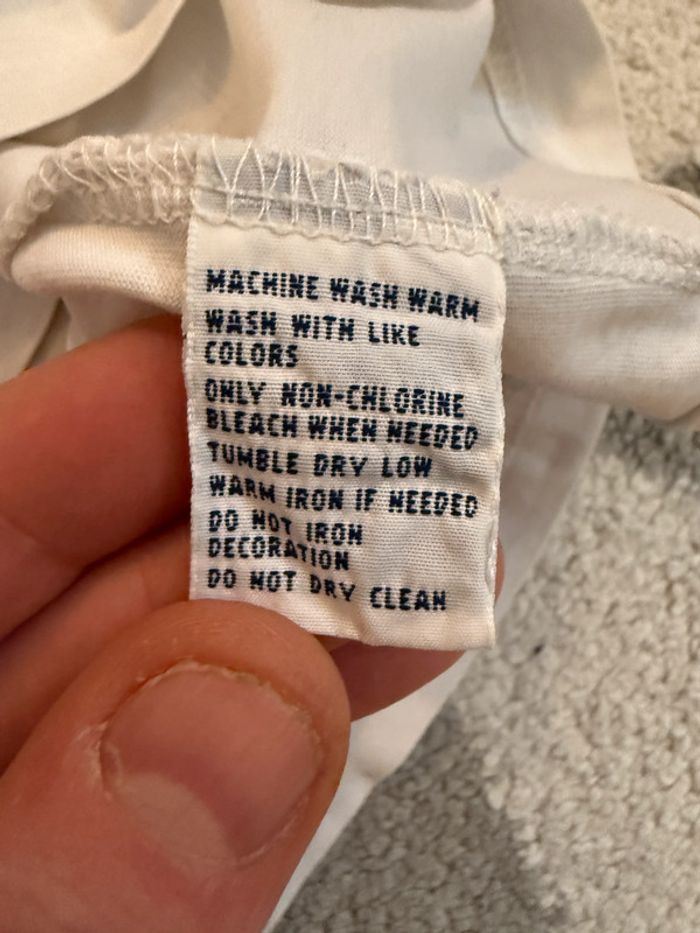 MACHINE WASH WARM
WASH WITH LIKE
COLORS
ONLY NON-CHLORINE
BLEACH WHEN NEEDED
TUMBLE DRY LOW
WARM IRON IF NEEDED
DO NOT IRON
DECORATION
DO NOT DRY CLEAN